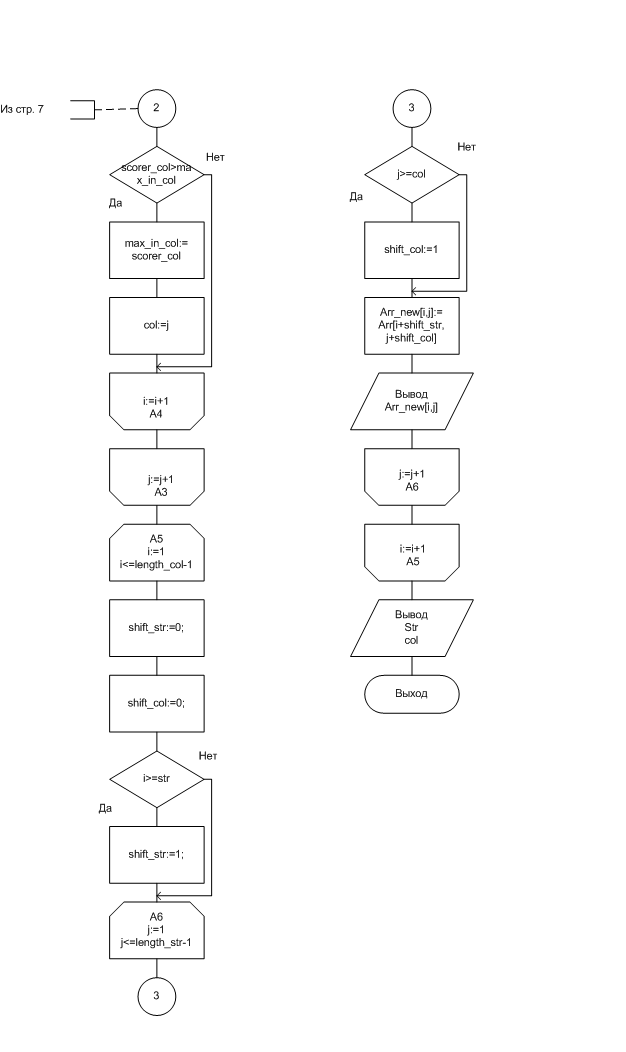 Из стр. 7
2
scorer_col>ma
x_in_col
Нет
Да
max_in_col:=
scorer_col
col:=j
i:=i+1
A4
j:=j+1
A3
A5
i:=1
i<=length_col-1
shift_str:=0;
shift_col:=0;
i>=str
Нет
Да
shift_str:=1;
A6
j:=1
j<=length_str-1
3
3
j>=col
Нет
Да
shift_col:=1
Arr_new[i,j]:=
Arr[i+shift_str,
j+shift_col]
Вывод
Arr_new[i,j]
j:=j+1
A6
i:=i+1
A5
Вывод
Str
col
Выход